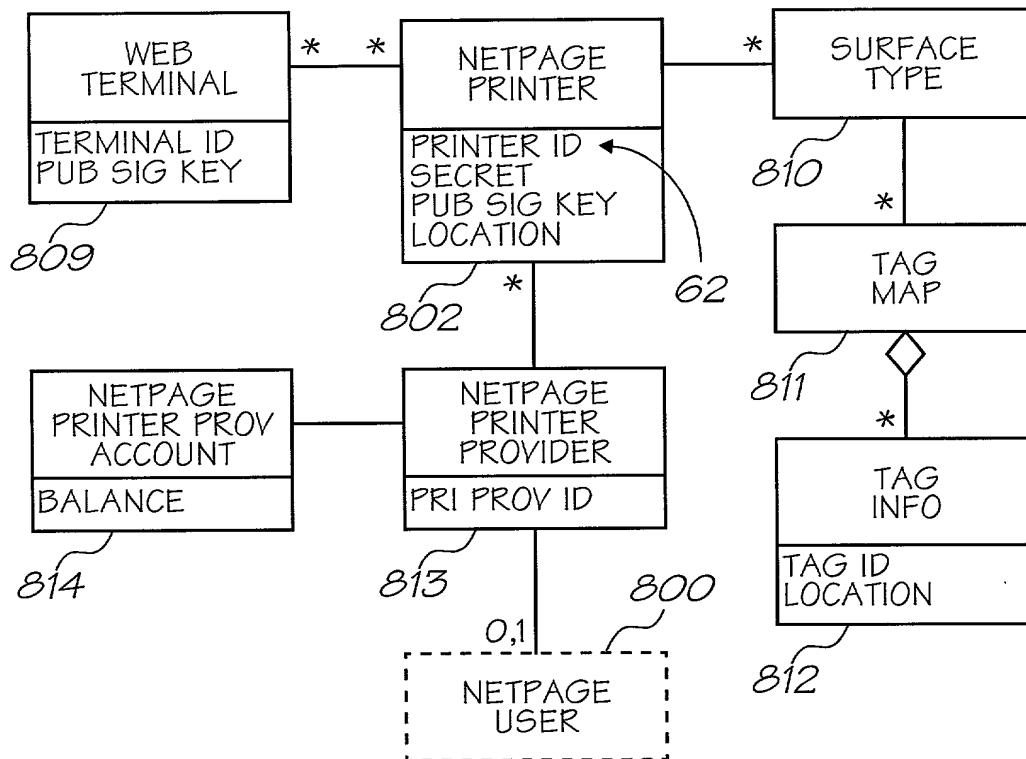 WEB
TERMINAL
TERMINAL ID
PUB SIG KEY
809
*
*
NETPAGE
PRINTER
PRINTER ID
SECRET
PUB SIG KEY
LOCATION
802
62
*
*
SURFACE
TYPE
810
*
TAG
MAP
811
*
TAG
INFO
TAG ID
LOCATION
812
NETPAGE
PRINTER PROV
ACCOUNT
BALANCE
814
NETPAGE
PRINTER
PROVIDER
PRI PROV ID
813
800
0,1
NETPAGE
USER